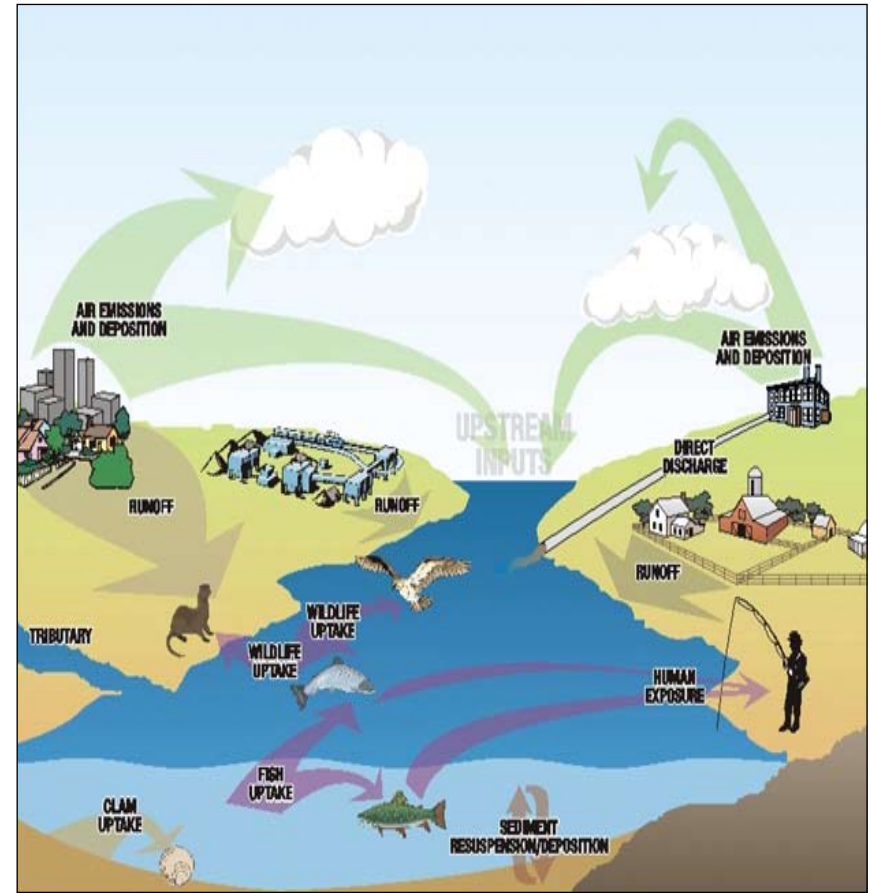 AIR EMISSIONS
AND DEPOSITION
AIR EMISSIONS
AND DEPOSITION
UPSTREAM
INPUTS
DIRECT
DISCHARGE
RUNOFF
RUNOFF
RUNOFF
WILDLIFE
UPTAKE
TRIBUTARY
WILDLIFE
UPTAKE
HUMAN
EXPOSURE
FISH
UPTAKE
CLAM
UPTAKE
SEDIMENT
RESUSPENSION/DEPOSITION